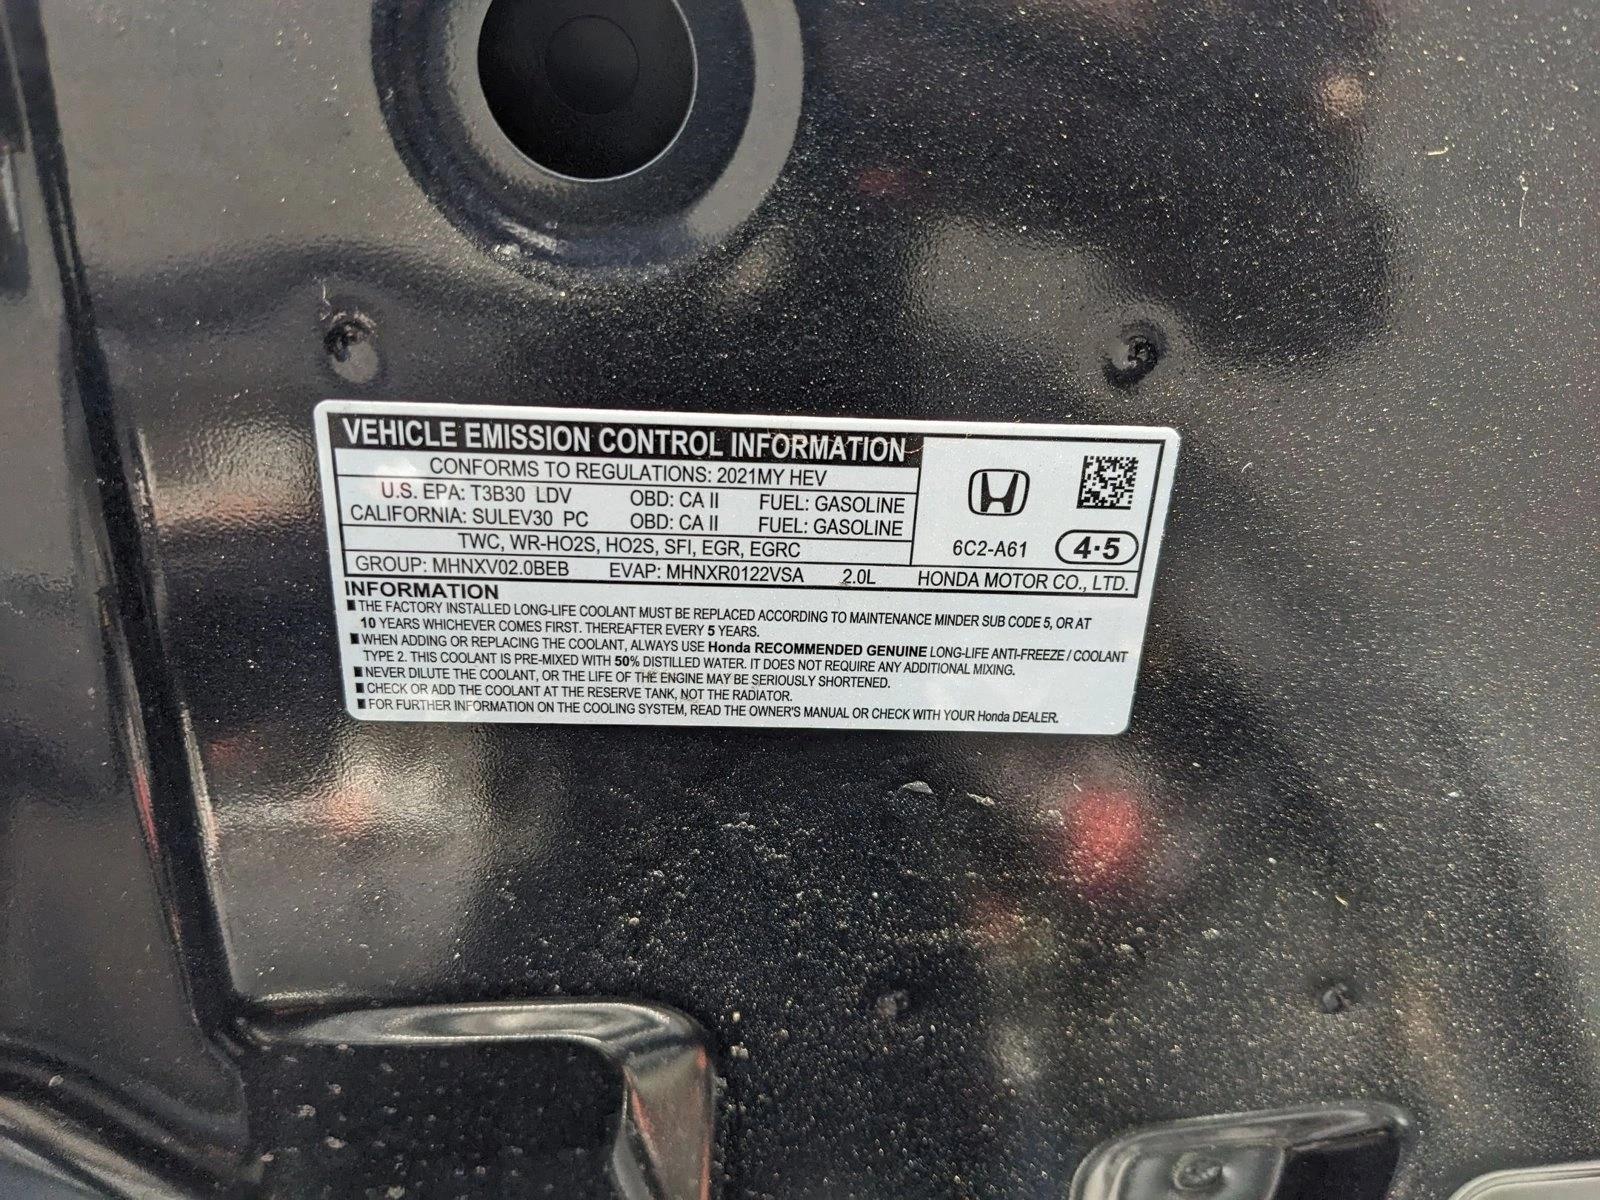 VEHICLE EMISSION CONTROL INFORMATION
CONFORMS TO REGULATIONS: 2021MY HEV
U.S. EPA: T3B30 LDV OBD: CA II FUEL: GASOLINE
CALIFORNIA: SULEV30 PC OBD: CA II FUEL: GASOLINE
TWC, WR-HO2S, HO2S, SFI, EGR, EGRC
6C2-A61 4·5
GROUP: MHNXV02.0BEB EVAP: MHNXR0122VSA 2.0L HONDA MOTOR CO., LTD.
INFORMATION
■ THE FACTORY INSTALLED LONG-LIFE COOLANT MUST BE REPLACED ACCORDING TO MAINTENANCE MINDER SUB CODE 5, OR AT
10 YEARS WHICHEVER COMES FIRST. THEREAFTER EVERY 5 YEARS.
■ WHEN ADDING OR REPLACING THE COOLANT, ALWAYS USE Honda RECOMMENDED GENUINE LONG-LIFE ANTI-FREEZE / COOLANT
TYPE 2. THIS COOLANT IS PRE-MIXED WITH 50% DISTILLED WATER. IT DOES NOT REQUIRE ANY ADDITIONAL MIXING.
■ NEVER DILUTE THE COOLANT, OR THE LIFE OF THE ENGINE MAY BE SERIOUSLY SHORTENED.
■ CHECK OR ADD THE COOLANT AT THE RESERVE TANK, NOT THE RADIATOR.
■ FOR FURTHER INFORMATION ON THE COOLING SYSTEM, READ THE OWNER'S MANUAL OR CHECK WITH YOUR Honda DEALER.